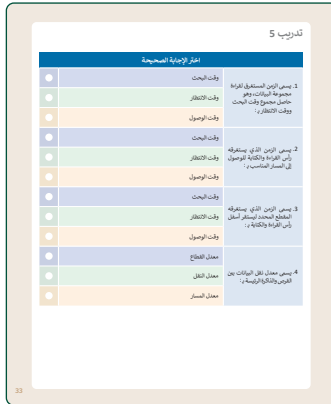 تدريب 5
اختر الإجابة الصحيحة
1. يسمى الزمن المستغرق لقراءة
مجموعة البيانات، وهو
حاصل مجموع وقت البحث
ووقت الانتظار بـ:
وقت البحث
وقت الانتظار
وقت الوصول
2. يسمى الزمن الذي يستغرقه
رأس القراءة والكتابة للوصول
إلى المسار المناسب بـ:
وقت البحث
وقت الانتظار
وقت الوصول
3. يسمى الزمن الذي يستغرقه
المقطع المحدد ليستقر أسفل
رأس القراءة والكتابة بـ:
وقت البحث
وقت الانتظار
وقت الوصول
4. يسمى معدل نقل البيانات بين
القرص والذاكرة الرئيسة بـ:
معدل القطاع
معدل النقل
معدل المسار
33